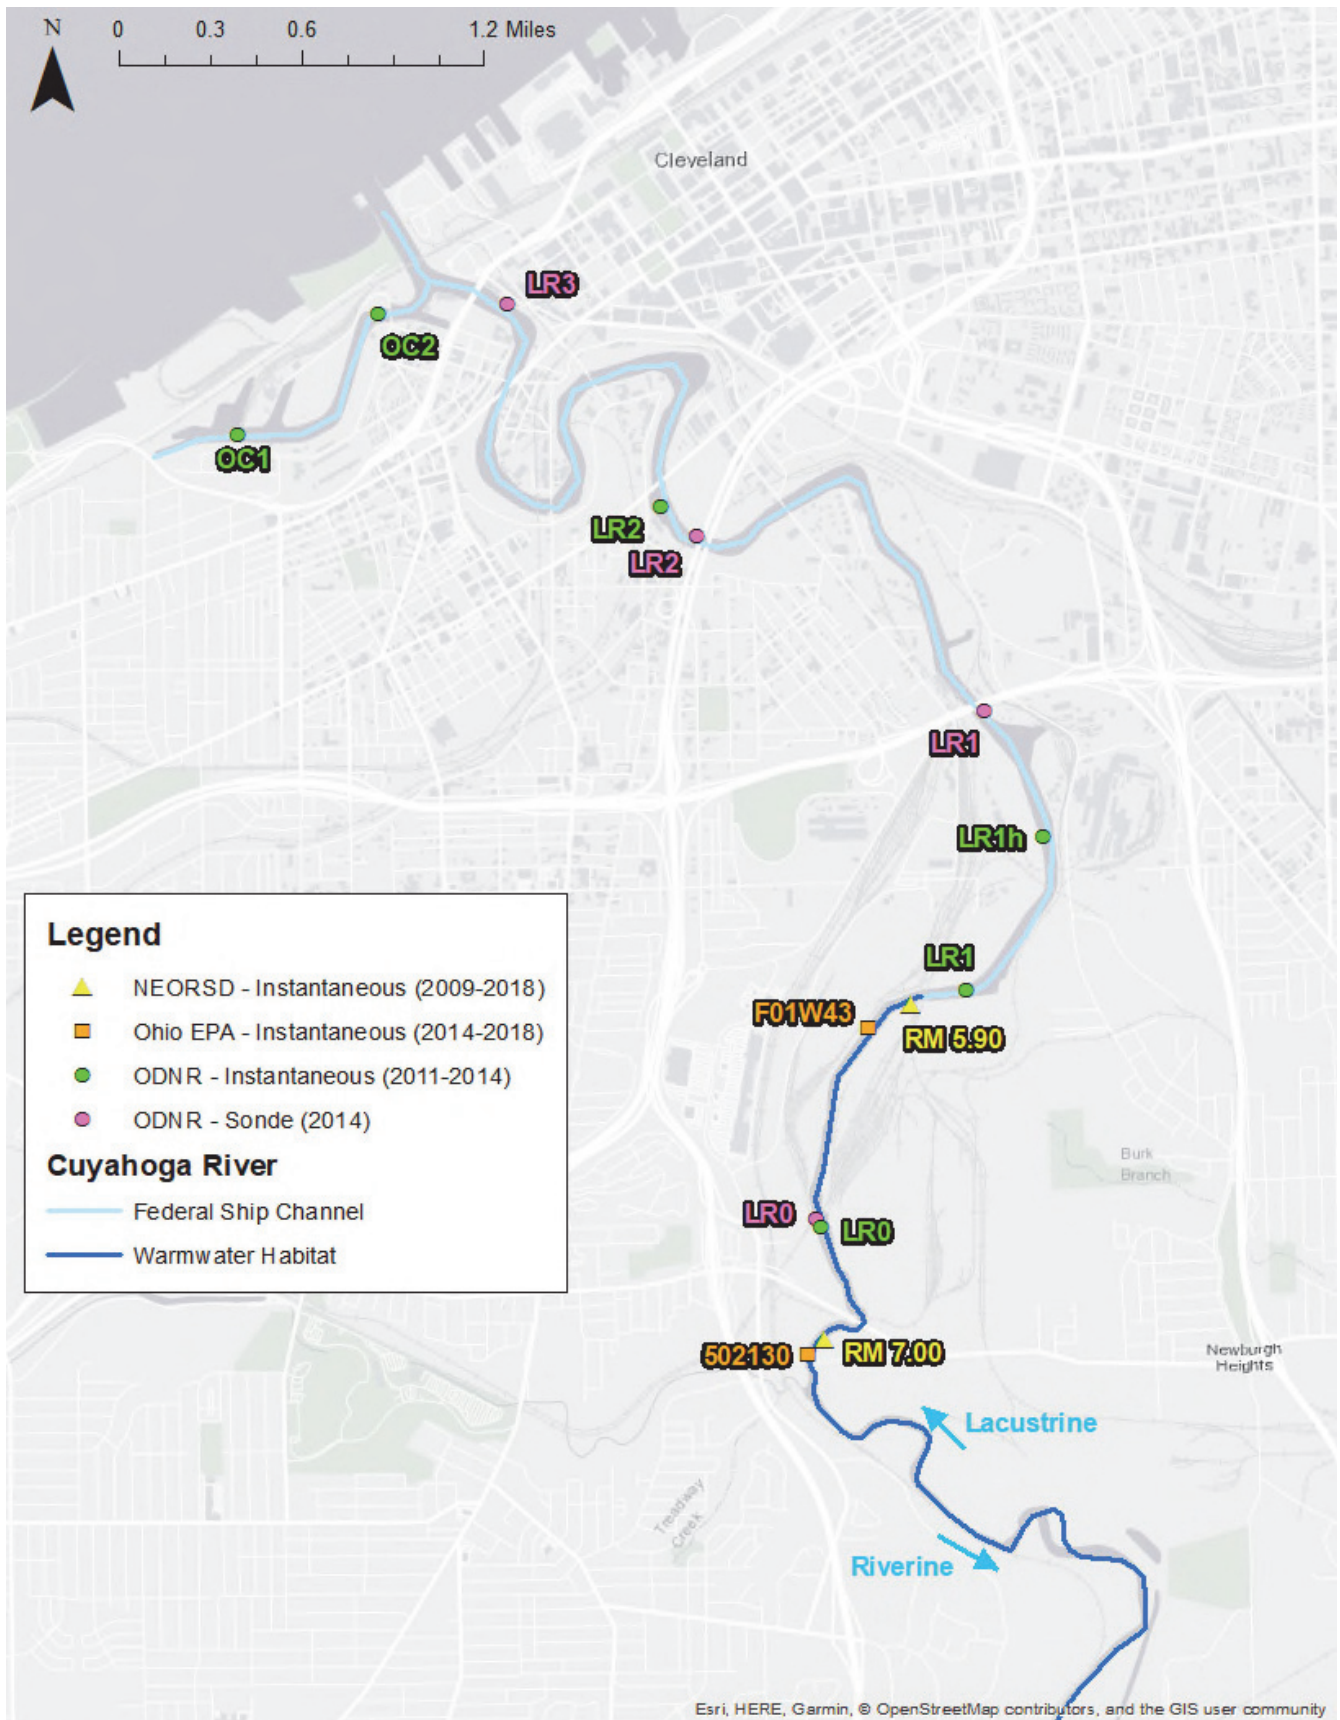 N
0 0.3 0.6 1.2 Miles
Cleveland
LR3
OC2
OC1
LR2
LR2
LR1
LR1h
LR1
F01W43
RM 5.90
Legend
NEORSD - Instantaneous (2009-2018)
Ohio EPA - Instantaneous (2014-2018)
ODNR - Instantaneous (2011-2014)
ODNR - Sonde (2014)
Cuyahoga River
Federal Ship Channel
Warmwater Habitat
Burk
Branch
LR0
LR0
502130
RM 7.00
Newburgh
Heights
Lacustrine
Treadway
Creek
Riverine
Esri, HERE, Garmin, © OpenStreetMap contributors, and the GIS user community